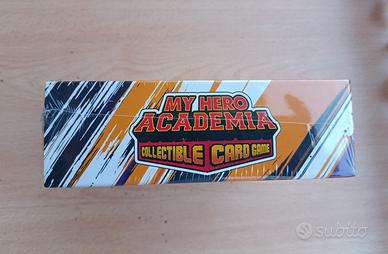 MY HERO
ACADEMIA
COLLECTIBLE CARD GAME
subito